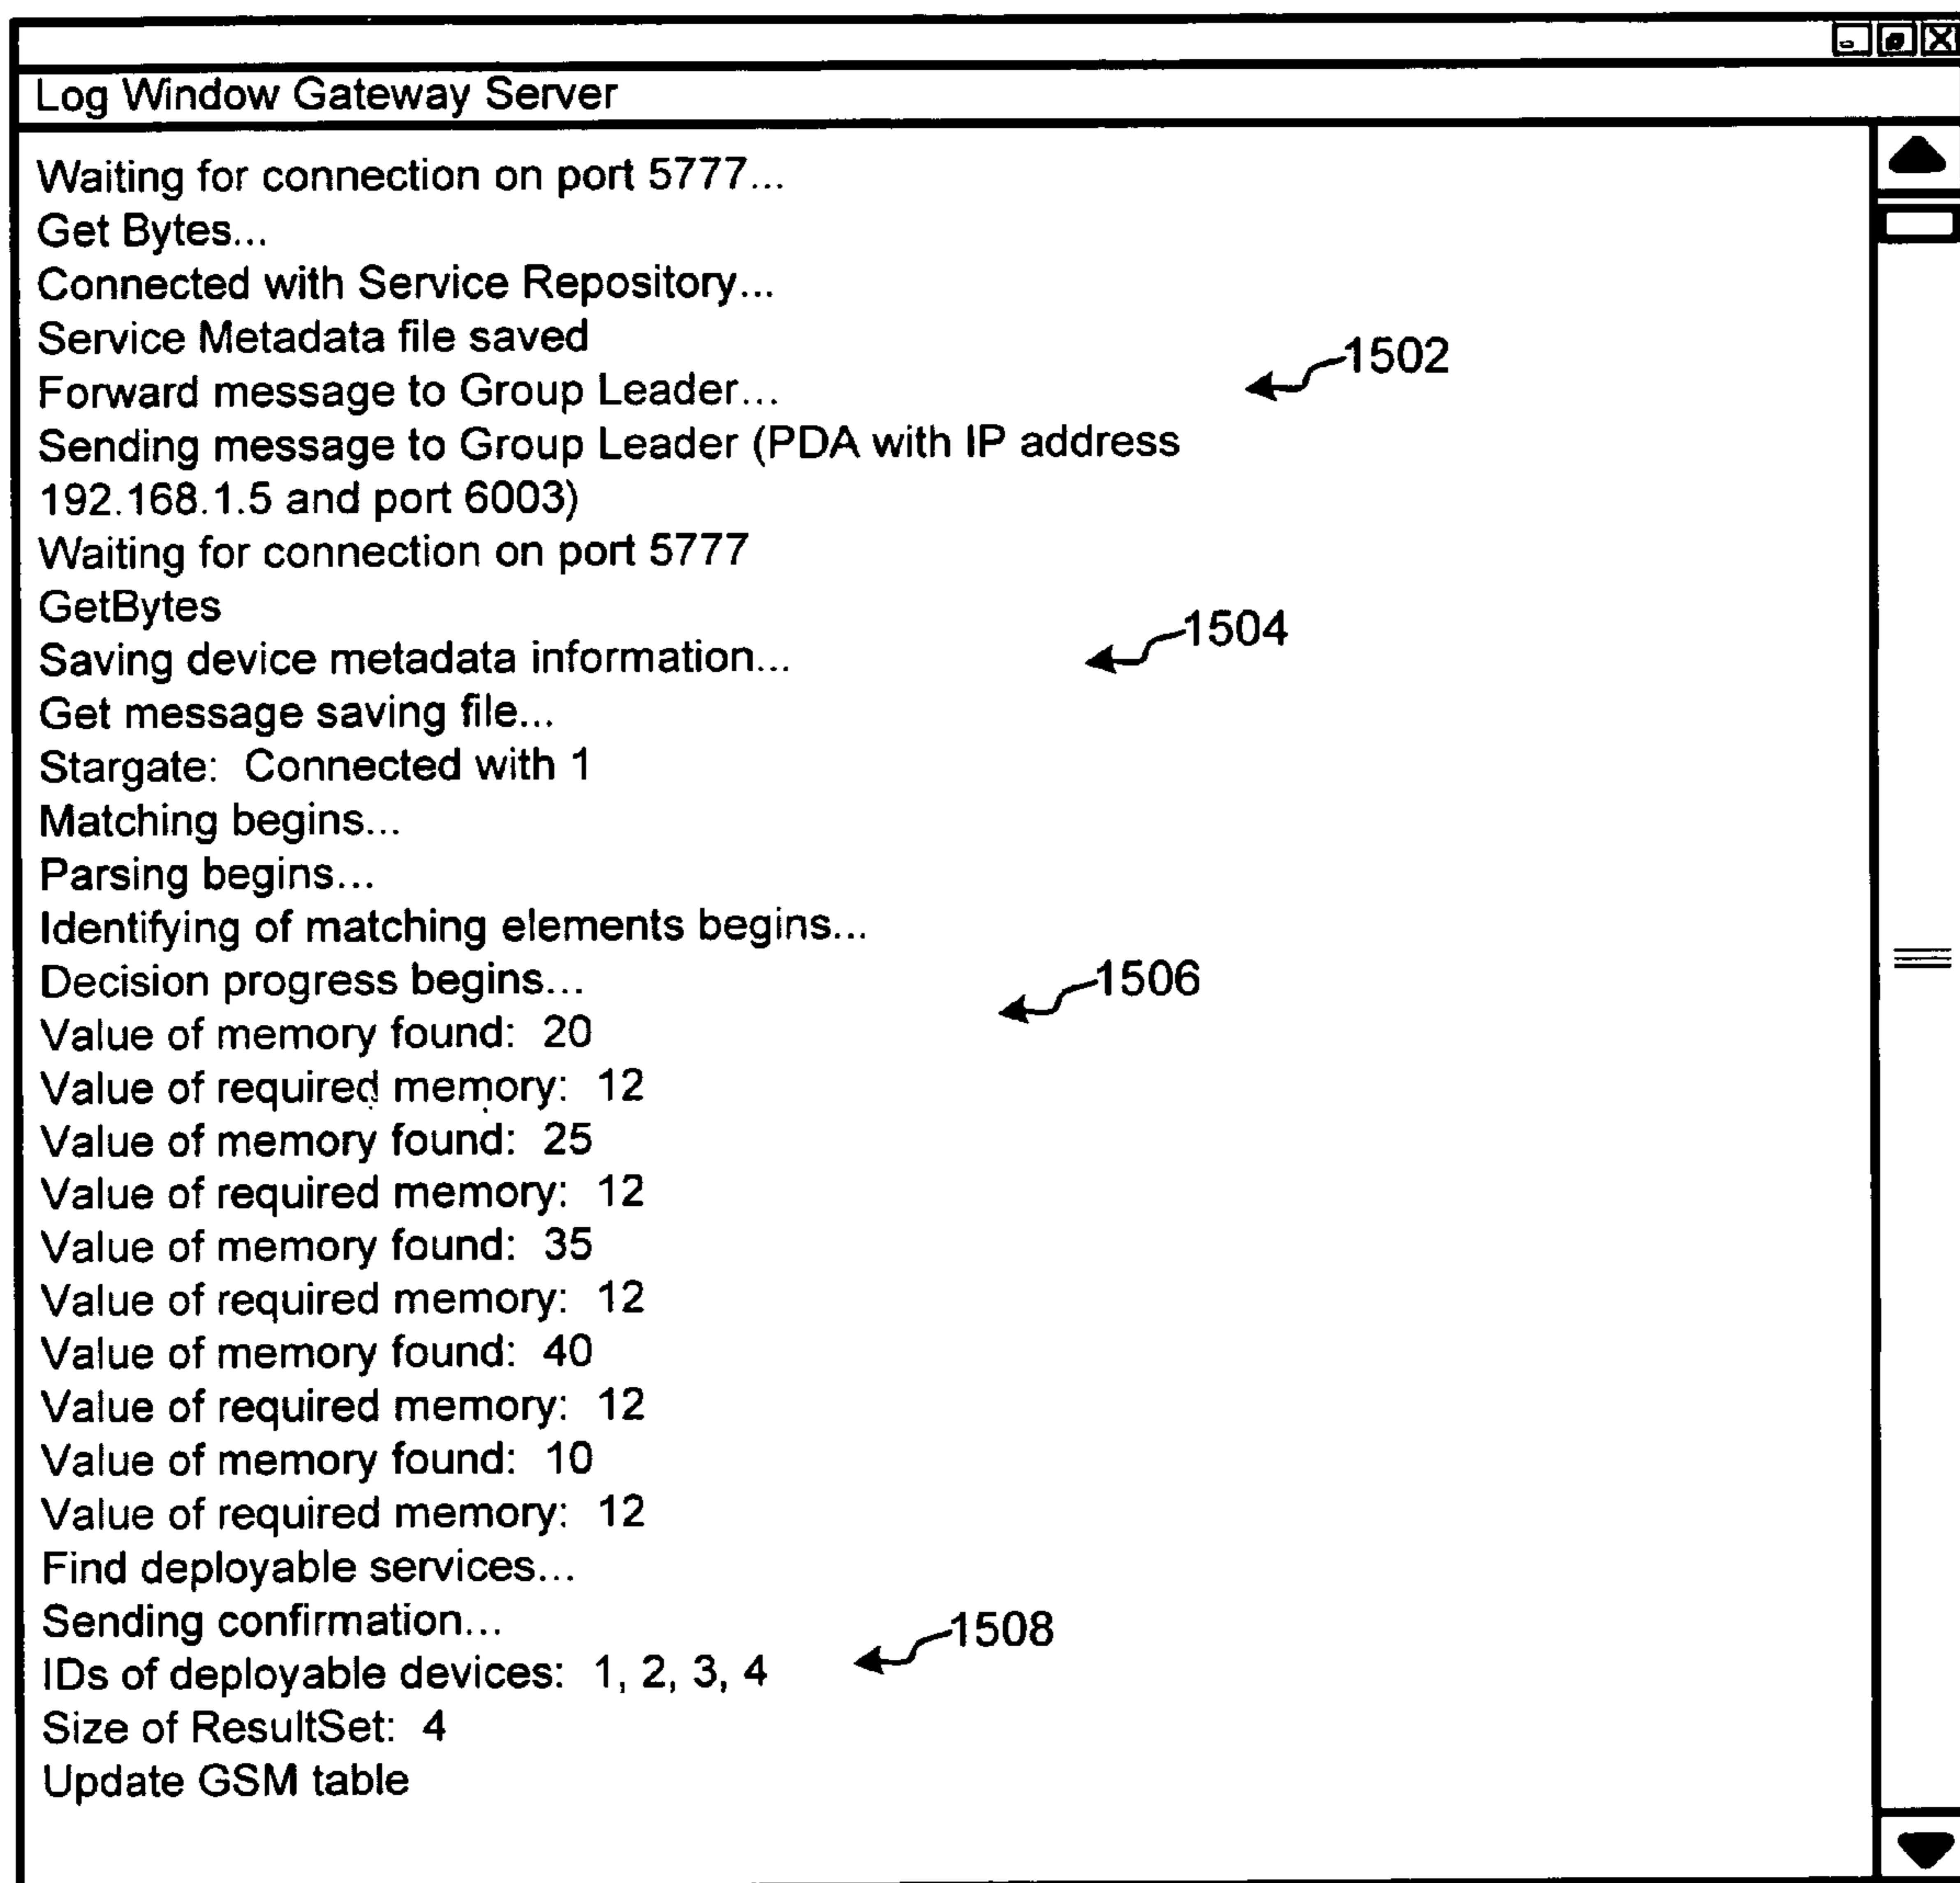 Log Window Gateway Server
Waiting for connection on port 5777...
Get Bytes...
Connected with Service Repository...
Service Metadata file saved
1502
Forward message to Group Leader...
Sending message to Group Leader (PDA with IP address
192.168.1.5 and port 6003)
Waiting for connection on port 5777
GetBytes
1504
Saving device metadata information...
Get message saving file...
Stargate: Connected with 1
Matching begins...
Parsing begins...
Identifying of matching elements begins...
Decision progress begins...
1506
Value of memory found: 20
Value of required memory: 12
Value of memory found: 25
Value of required memory: 12
Value of memory found: 35
Value of required memory: 12
Value of memory found: 40
Value of required memory: 12
Value of memory found: 10
Value of required memory: 12
Find deployable services...
Sending confirmation...
1508
IDs of deployable devices: 1, 2, 3, 4
Size of ResultSet: 4
Update GSM table